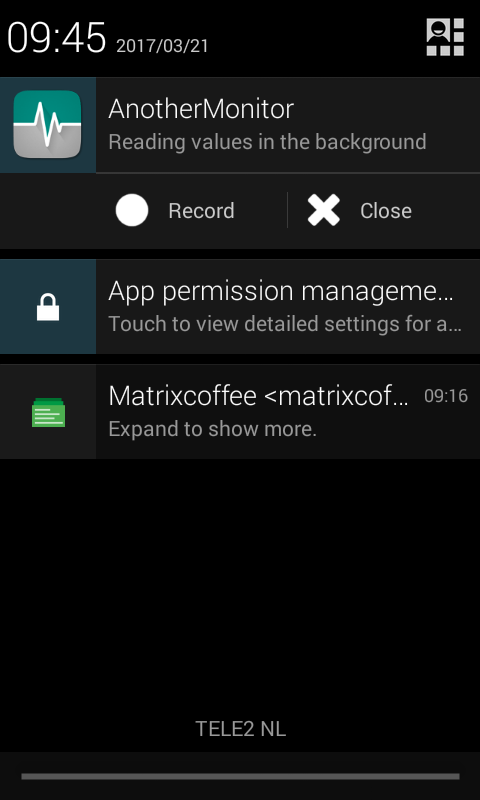 09:45 2017/03/21
AnotherMonitor
Reading values in the background
Record Close
App permission manageme...
Touch to view detailed settings for a...
Matrixcoffee <matrixcof... 09:16
Expand to show more.
TELE2 NL